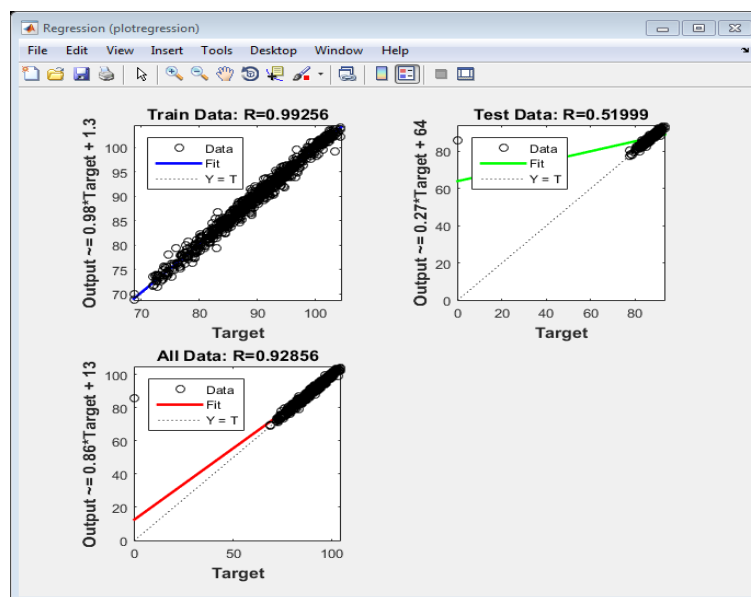 Regression (plotregression)
File Edit View Insert Tools Desktop Window Help
Train Data: R=0.99256
Output ~= 0.98*Target + 1.3
100
95
90
85
80
75
70
Data
Fit
Y = T
70 80 90 100
Target
Test Data: R=0.51999
Output ~= 0.27*Target + 64
80
60
40
20
0
Data
Fit
Y = T
0 20 40 60 80
Target
All Data: R=0.92856
Output ~= 0.86*Target + 13
100
80
60
40
20
0
Data
Fit
Y = T
0 50 100
Target